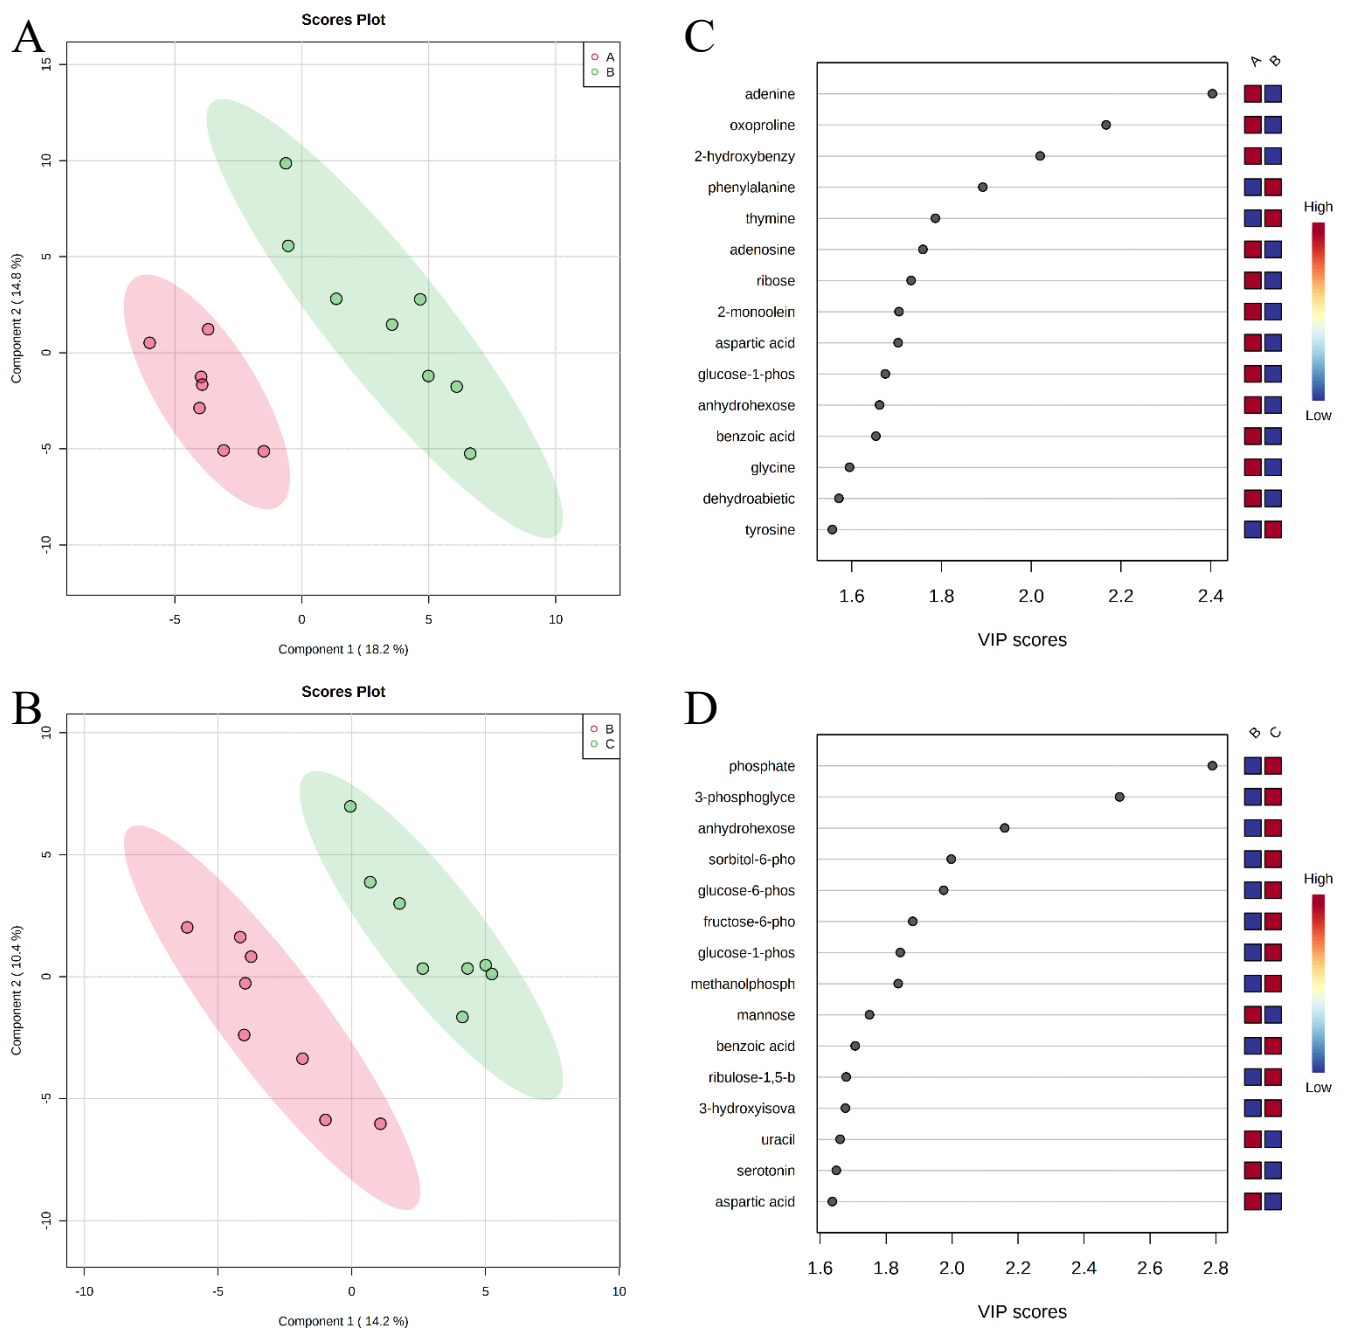 A
Scores Plot
A
B
15
10
5
0
-5
-10
Component 2 ( 14.8 %)
-5
0
5
10
Component 1 ( 18.2 %)
C
A
B
adenine
oxoproline
2-hydroxybenzy
phenylalanine
thymine
adenosine
ribose
2-monoolein
aspartic acid
glucose-1-phos
anhydrohexose
benzoic acid
glycine
dehydroabietic
tyrosine
High
Low
1.6
1.8
2.0
2.2
2.4
VIP scores
B
Scores Plot
B
C
10
5
0
-5
-10
Component 2 ( 10.4 %)
-10
-5
0
5
10
Component 1 ( 14.2 %)
D
B
C
phosphate
3-phosphoglyce
anhydrohexose
sorbitol-6-pho
glucose-6-phos
fructose-6-pho
glucose-1-phos
methanolphosph
mannose
benzoic acid
ribulose-1,5-b
3-hydroxyisova
uracil
serotonin
aspartic acid
High
Low
1.6
1.8
2.0
2.2
2.4
2.6
2.8
VIP scores